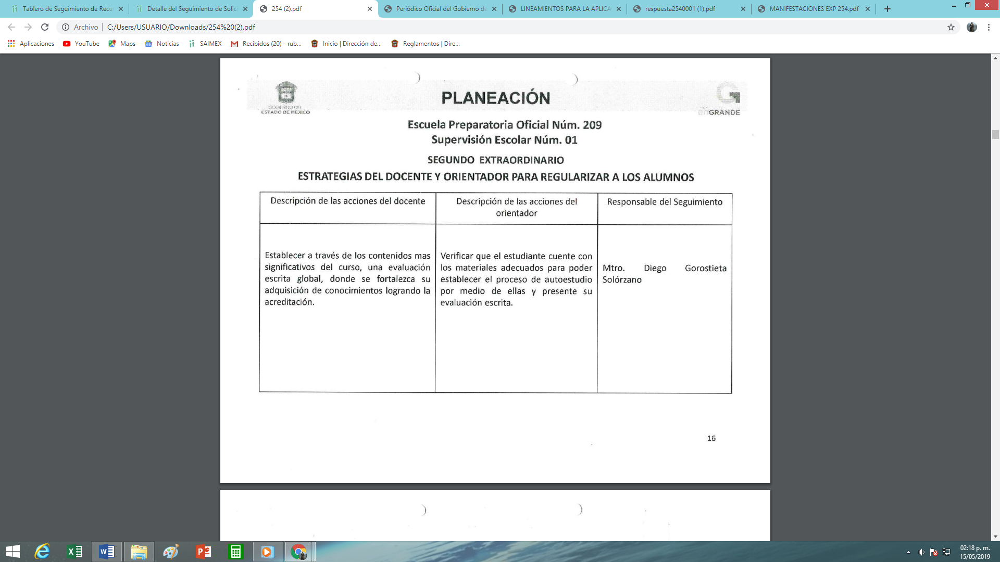 Tablero de Seguimiento de Recu
Detalle del Seguimiento de Solici
254 (2).pdf
Periódico Oficial del Gobierno de
LINEAMIENTOS PARA LA APLICA
respuesta2540001 (1).pdf
MANIFESTACIONES EXP 254.pdf
Archivo
C:/Users/USUARIO/Downloads/254%20(2).pdf
Aplicaciones
YouTube
Maps
Noticias
SAIMEX
Recibidos (20) - rub...
Inicio | Dirección de...
Reglamentos | Dire...
GOBIERNO DEL
ESTADO DE MÉXICO
PLANEACIÓN
enGRANDE
Escuela Preparatoria Oficial Núm. 209
Supervisión Escolar Núm. 01
SEGUNDO EXTRAORDINARIO
ESTRATEGIAS DEL DOCENTE Y ORIENTADOR PARA REGULARIZAR A LOS ALUMNOS
Descripción de las acciones del docente
Descripción de las acciones del
orientador
Responsable del Seguimiento
Establecer a través de los contenidos mas
significativos del curso, una evaluación
escrita global, donde se fortalezca su
adquisición de conocimientos logrando la
acreditación.
Verificar que el estudiante cuente con
los materiales adecuados para poder
establecer el proceso de autoestudio
por medio de ellas y presente su
evaluación escrita.
Mtro. Diego Gorostieta
Solórzano
16
02:18 p. m.
15/05/2019